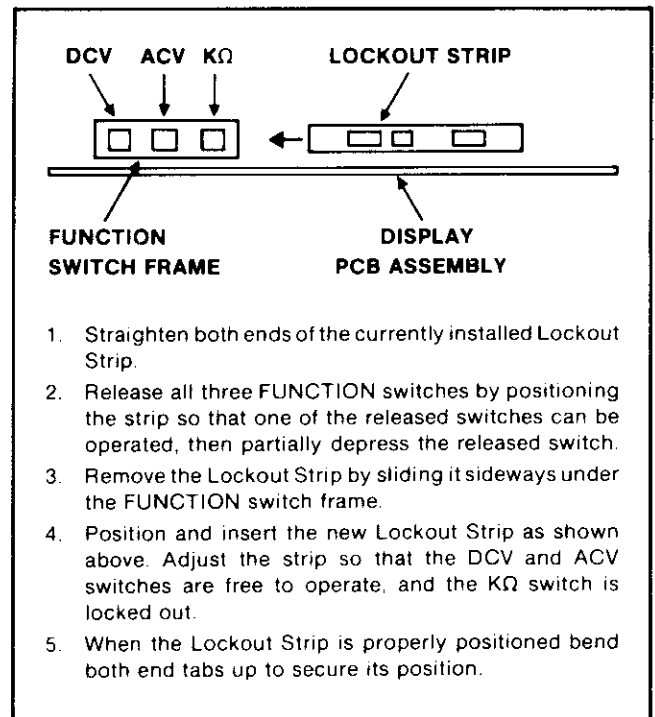 DCV ACV KΩ LOCKOUT STRIP
FUNCTION
SWITCH FRAME
DISPLAY
PCB ASSEMBLY
1. Straighten both ends of the currently installed Lockout
Strip.
2. Release all three FUNCTION switches by positioning
the strip so that one of the released switches can be
operated, then partially depress the released switch.
3. Remove the Lockout Strip by sliding it sideways under
the FUNCTION switch frame.
4. Position and insert the new Lockout Strip as shown
above. Adjust the strip so that the DCV and ACV
switches are free to operate, and the KΩ switch is
locked out.
5. When the Lockout Strip is properly positioned bend
both end tabs up to secure its position.